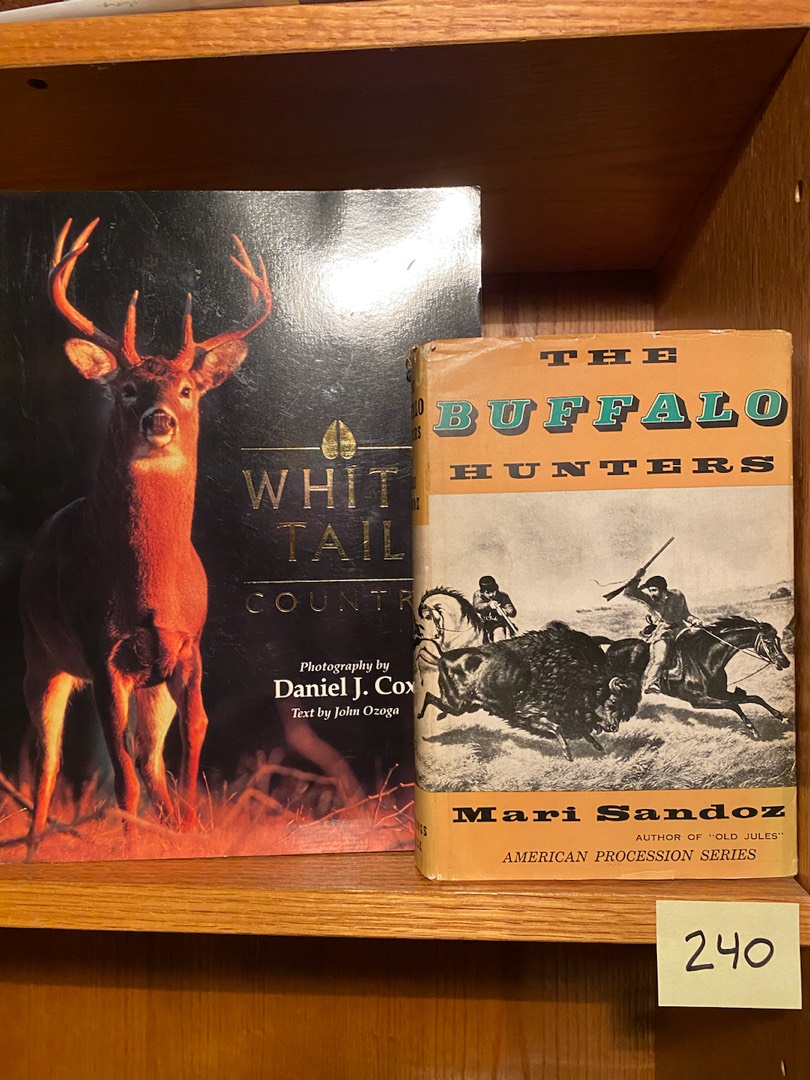 WHIT
TAIL
COUNTR
Photography by
Daniel J. Cox
Text by John Ozoga
THE
BUFFALO
HUNTERS
Mari Sandoz
AUTHOR OF "OLD JULES"
AMERICAN PROCESSION SERIES
240